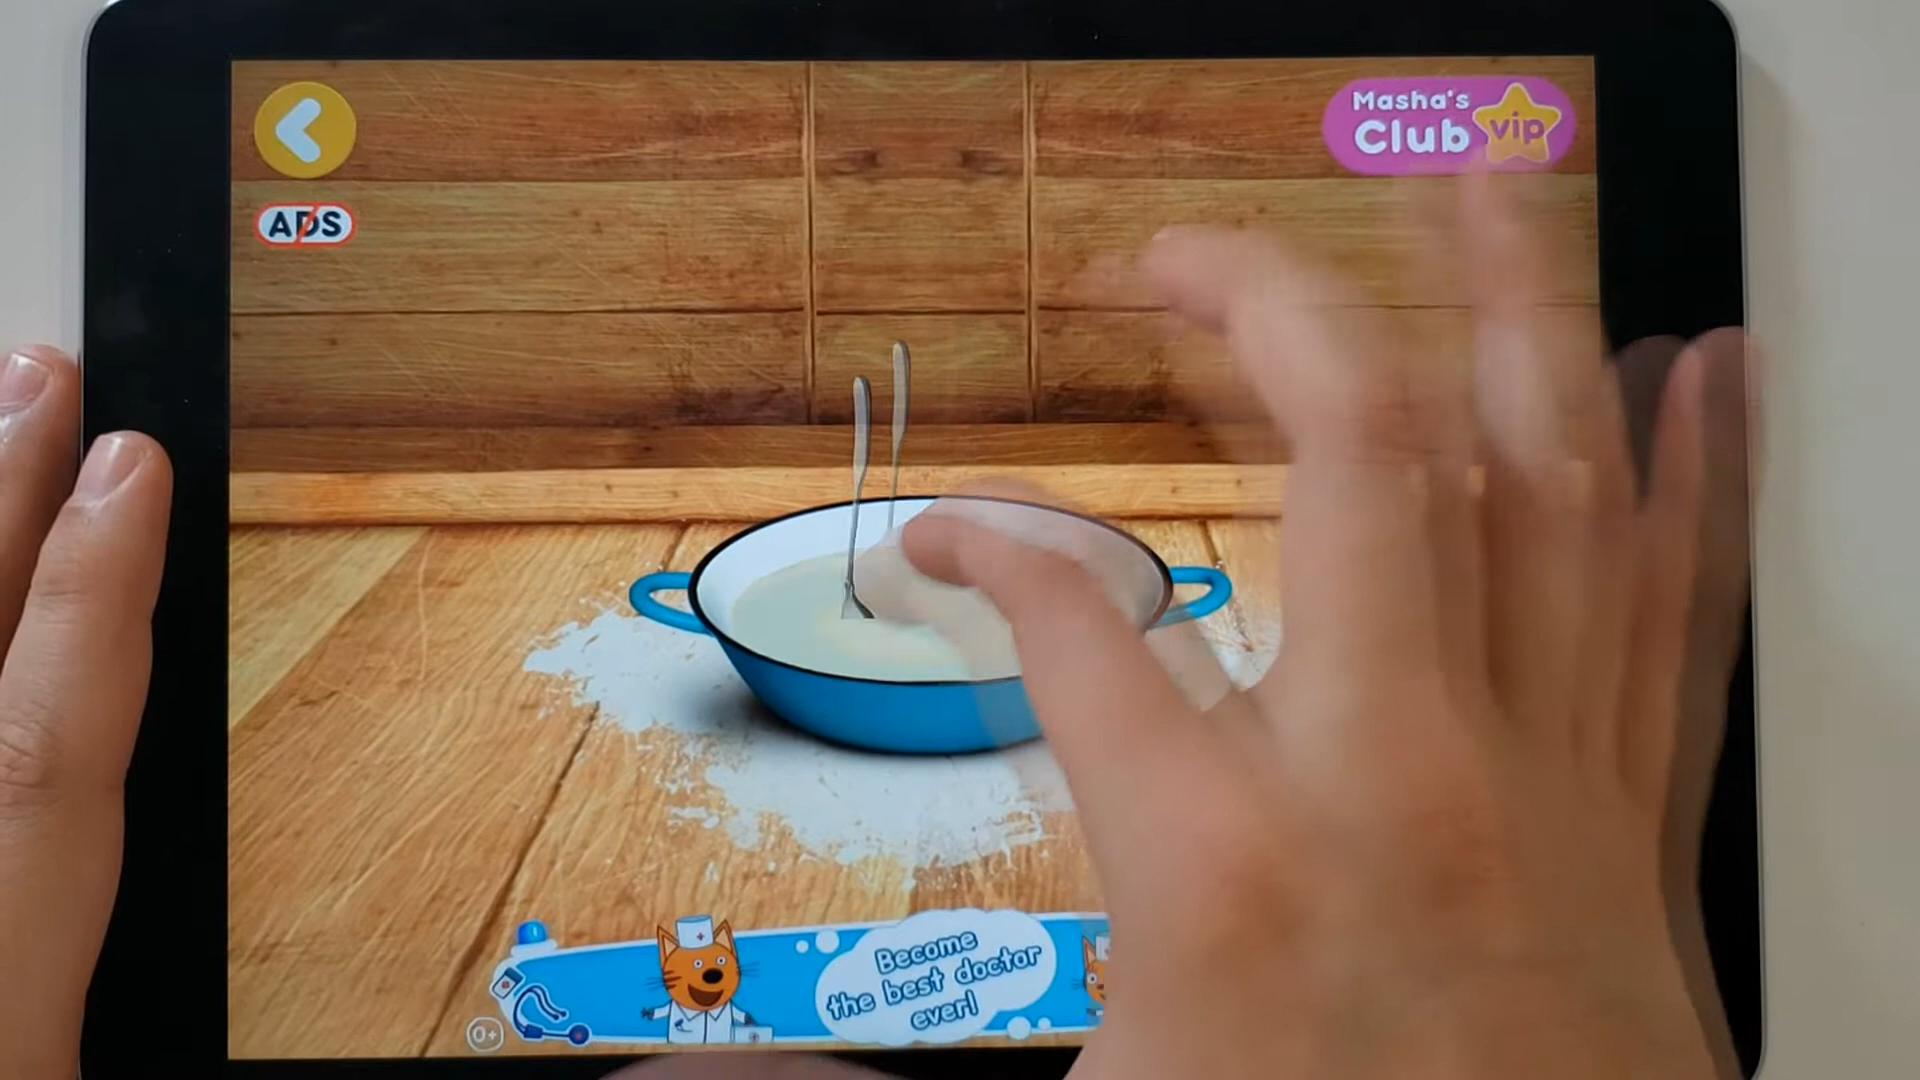 Masha's
Club
vip
ADS
Become
the best doctor
ever!
0+